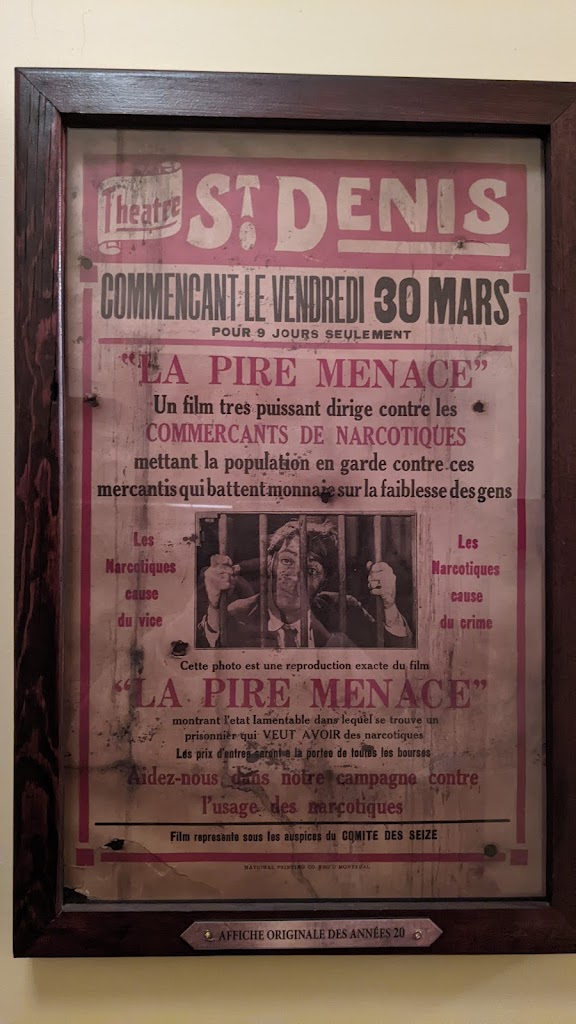 Theatre ST. DENIS
COMMENCANT LE VENDREDI 30 MARS
POUR 9 JOURS SEULEMENT
"LA PIRE MENACE"
Un film tres puissant dirige contre les
COMMERCANTS DE NARCOTIQUES
mettant la population en garde contre ces
mercantis qui battent monnaie sur la faiblesse des gens
Les
Narcotiques
cause
du vice
Les
Narcotiques
cause
du crime
Cette photo est une reproduction exacte du film
"LA PIRE MENACE"
montrant l'etat lamentable dans lequel se trouve un
prisonnier qui VEUT AVOIR des narcotiques
Les prix d'entree seront a la portee de toutes les bourses
Aidez-nous dans notre campagne contre
l'usage des narcotiques
Film represente sous les auspices du COMITE DES SEIZE
NATIONAL PRINTING CO. MONTREAL
AFFICHE ORIGINALE DES ANNÉES 20